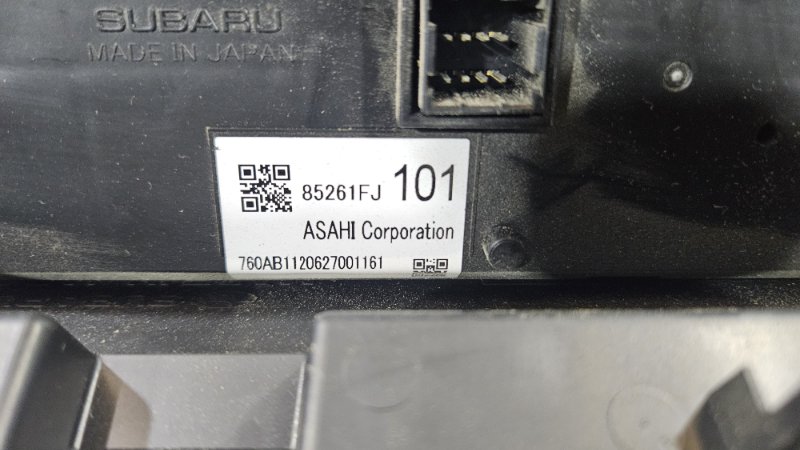 SUBARU
MADE IN JAPAN
85261FJ 101
ASAHI Corporation
760AB1120627001161